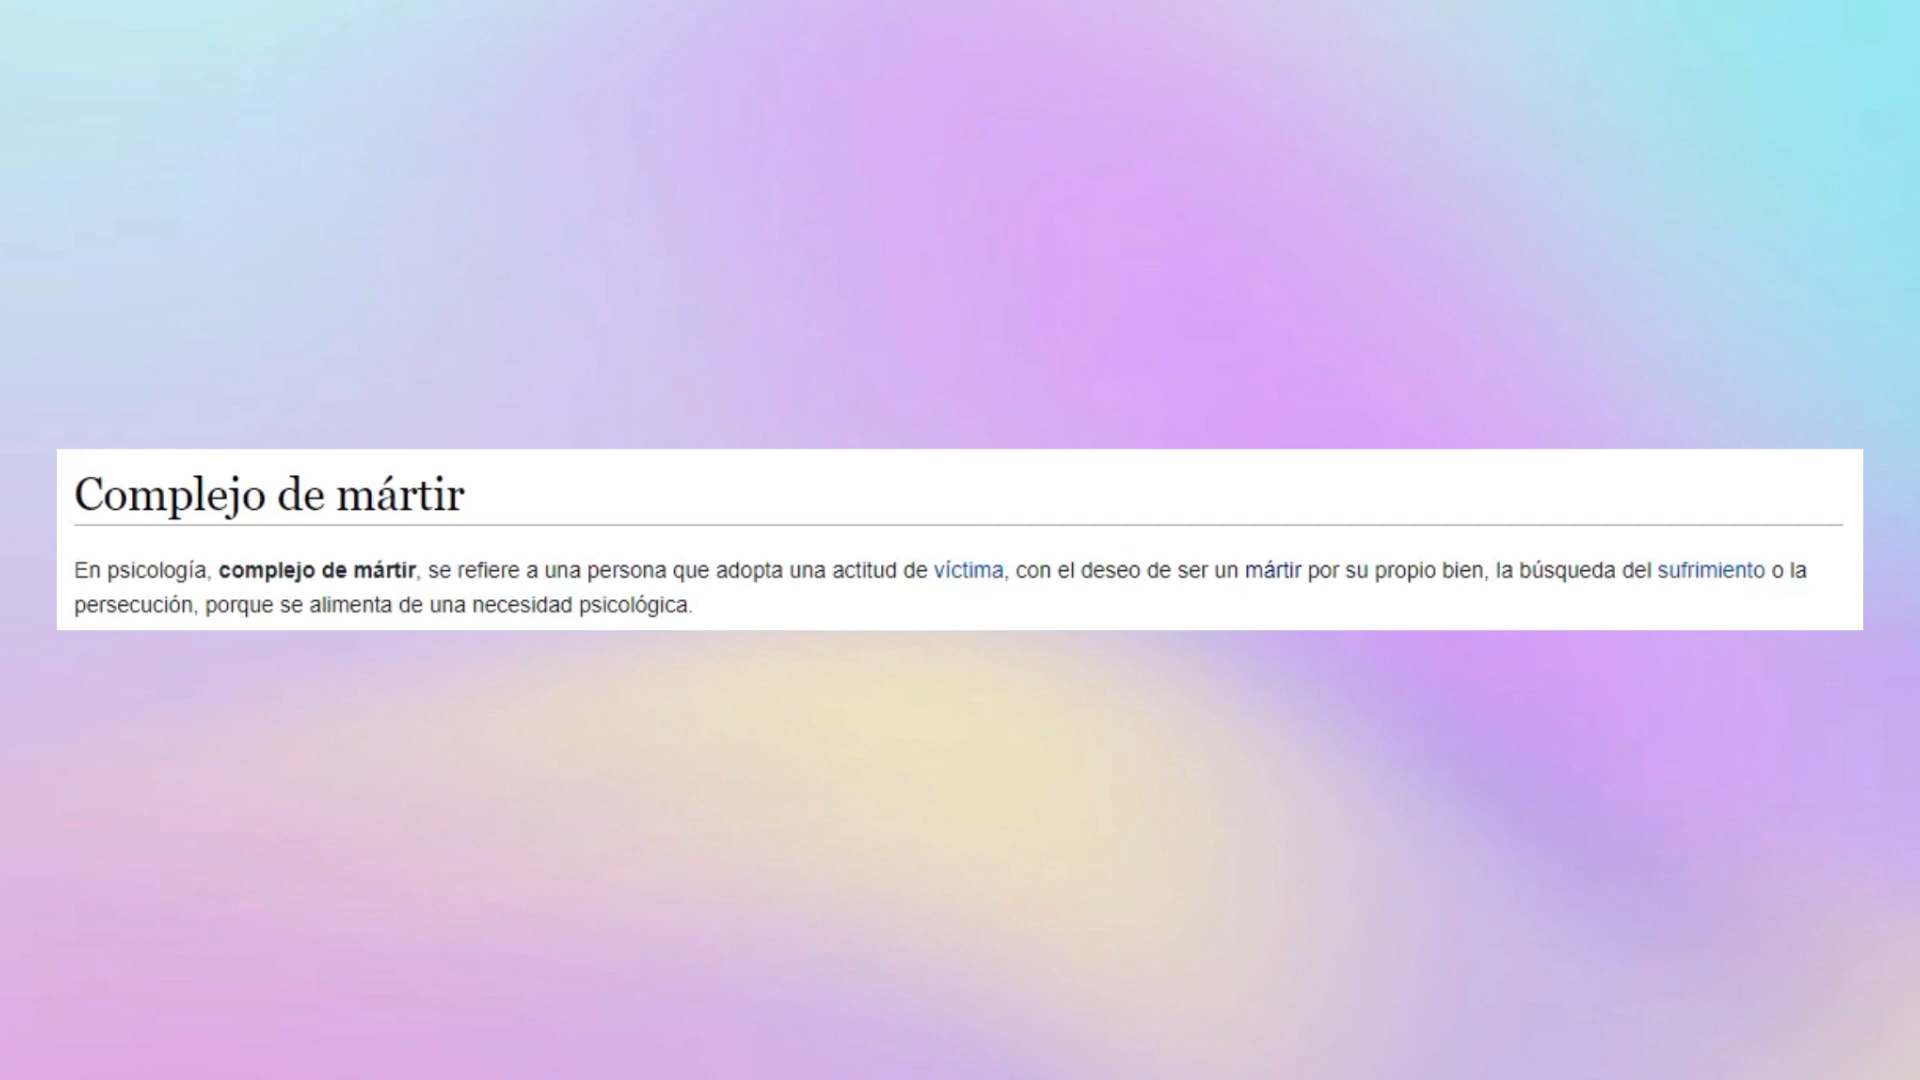 Complejo de mártir
En psicología, complejo de mártir, se refiere a una persona que adopta una actitud de víctima, con el deseo de ser un mártir por su propio bien, la búsqueda del sufrimiento o la
persecución, porque se alimenta de una necesidad psicológica.